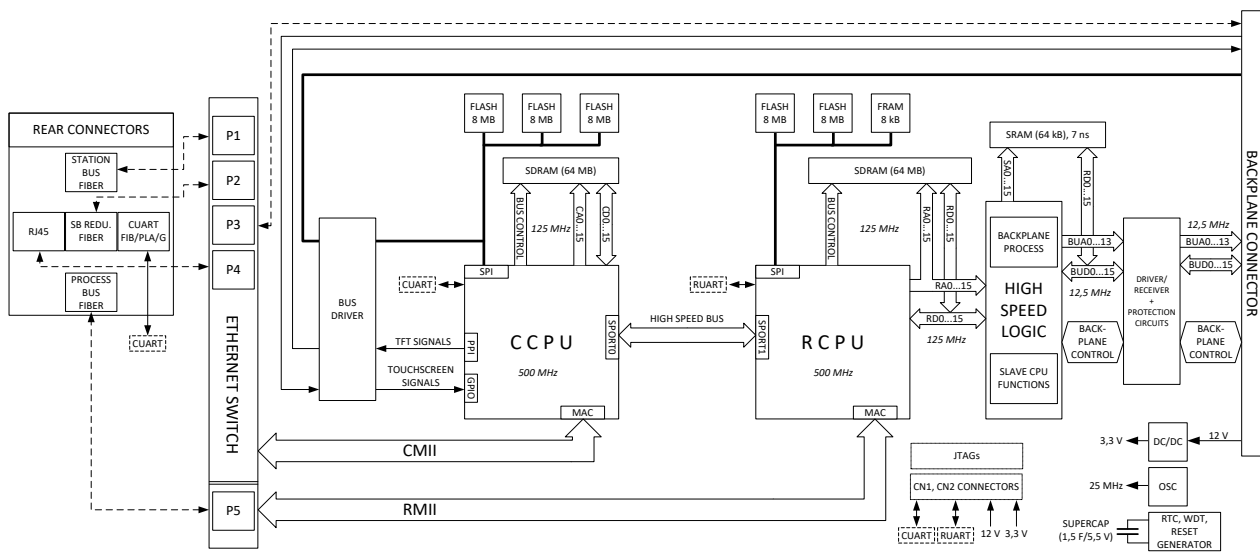 REAR CONNECTORS
STATION
BUS
FIBER
RJ45
SB REDU.
FIBER
CUART
FIB/PLA/G
PROCESS
BUS
FIBER
CUART
P1
P2
P3
P4
ETHERNET SWITCH
P5
BUS
DRIVER
FLASH
8 MB
FLASH
8 MB
FLASH
8 MB
SDRAM (64 MB)
BUS CONTROL
125 MHz
CA0...15
CD0...15
CUART
SPI
CCPU
500 MHz
PPI
GPIO
SPORT0
MAC
TFT SIGNALS
TOUCHSCREEN
SIGNALS
HIGH SPEED BUS
CMII
RMII
FLASH
8 MB
FLASH
8 MB
FRAM
8 kB
SDRAM (64 MB)
BUS CONTROL
125 MHz
RA0...15
RD0...15
RUART
SPI
SPORT1
RCPU
500 MHz
MAC
RA0...15
RD0...15
125 MHz
SRAM (64 kB), 7 ns
SA0...15
RD0...15
BACKPLANE
PROCESS
HIGH
SPEED
LOGIC
SLAVE CPU
FUNCTIONS
BUA0...13
BUD0...15
12,5 MHz
BACK-
PLANE
CONTROL
DRIVER/
RECEIVER
+
PROTECTION
CIRCUITS
12,5 MHz
BUA0...13
BUD0...15
BACK-
PLANE
CONTROL
BACKPLANE CONNECTOR
JTAGs
CN1, CN2 CONNECTORS
CUART
RUART
12 V
3,3 V
3,3 V
DC/DC
12 V
25 MHz
OSC
SUPERCAP
(1,5 F/5,5 V)
RTC, WDT,
RESET
GENERATOR